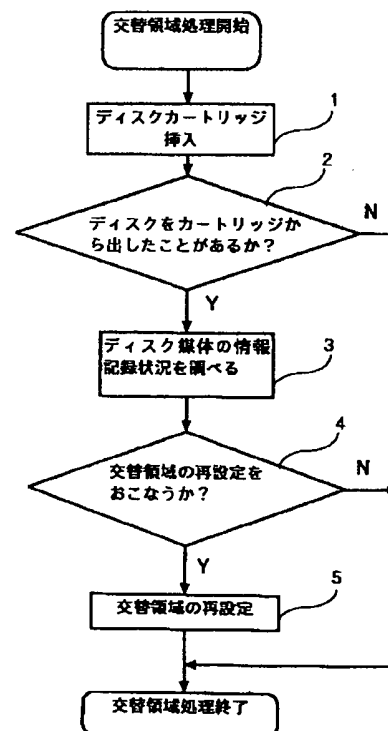 交替領域処理開始
1
ディスクカートリッジ
挿入
2
ディスクをカートリッジか
ら出したことがあるか?
N
Y
3
ディスク媒体の情報
記録状況を調べる
4
交替領域の再設定を
おこなうか?
N
Y
5
交替領域の再設定
交替領域処理終了